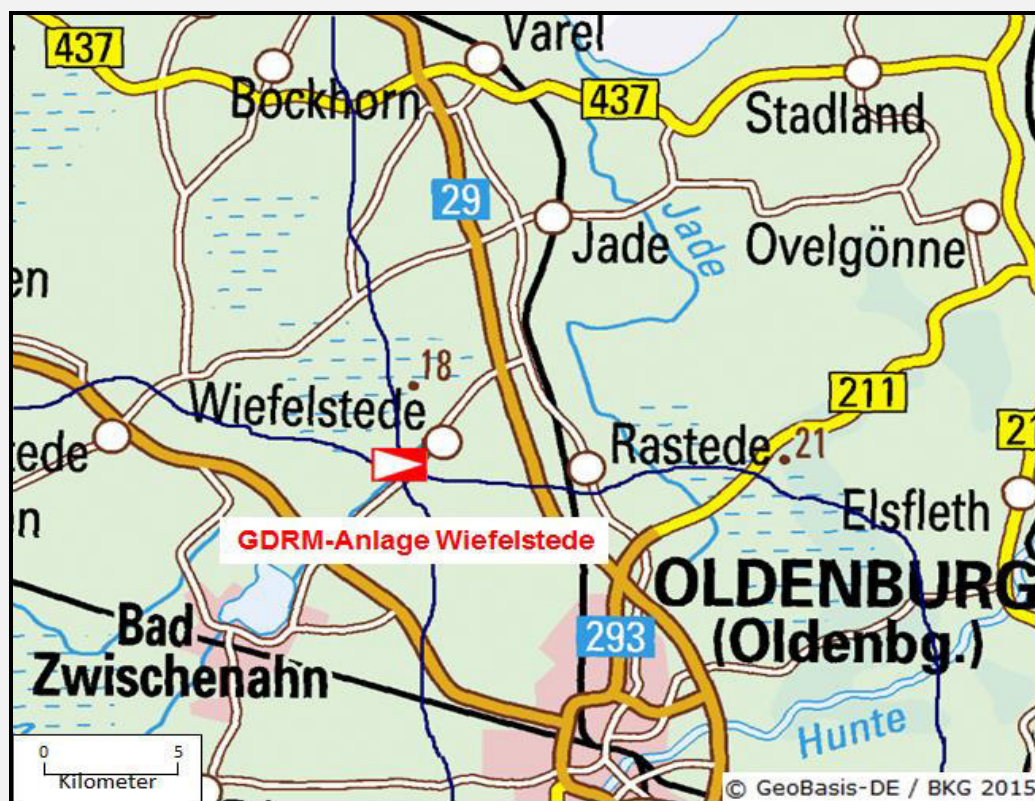 437
Varel
Bockhorn
437
Stadland
29
Jade
Jade
Ovelgönne
en
18
Wiefelstede
211
21
ede
Rastede
21
Elsfleth
n
GDRM-Anlage Wiefelstede
OLDENBURG
(Oldenbg.)
293
Bad
Zwischenahn
Hunte
0 5
Kilometer
© GeoBasis-DE / BKG 2015